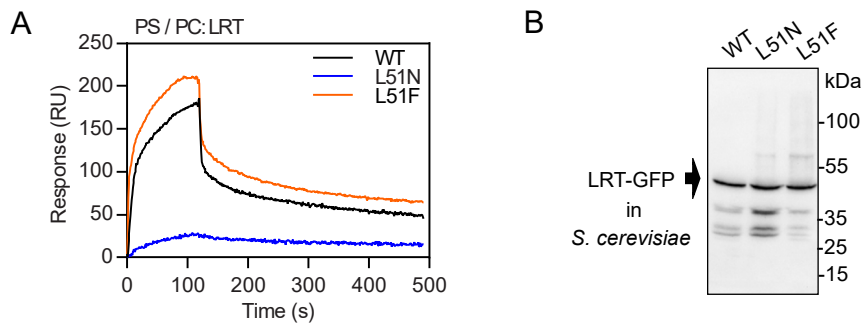 A
PS / PC: LRT
250
200
150
100
50
0
Response (RU)
WT
L51N
L51F
0 100 200 300 400 500
Time (s)
B
WT L51N L51F
kDa
100
55
35
25
15
LRT-GFP
in
S. cerevisiae